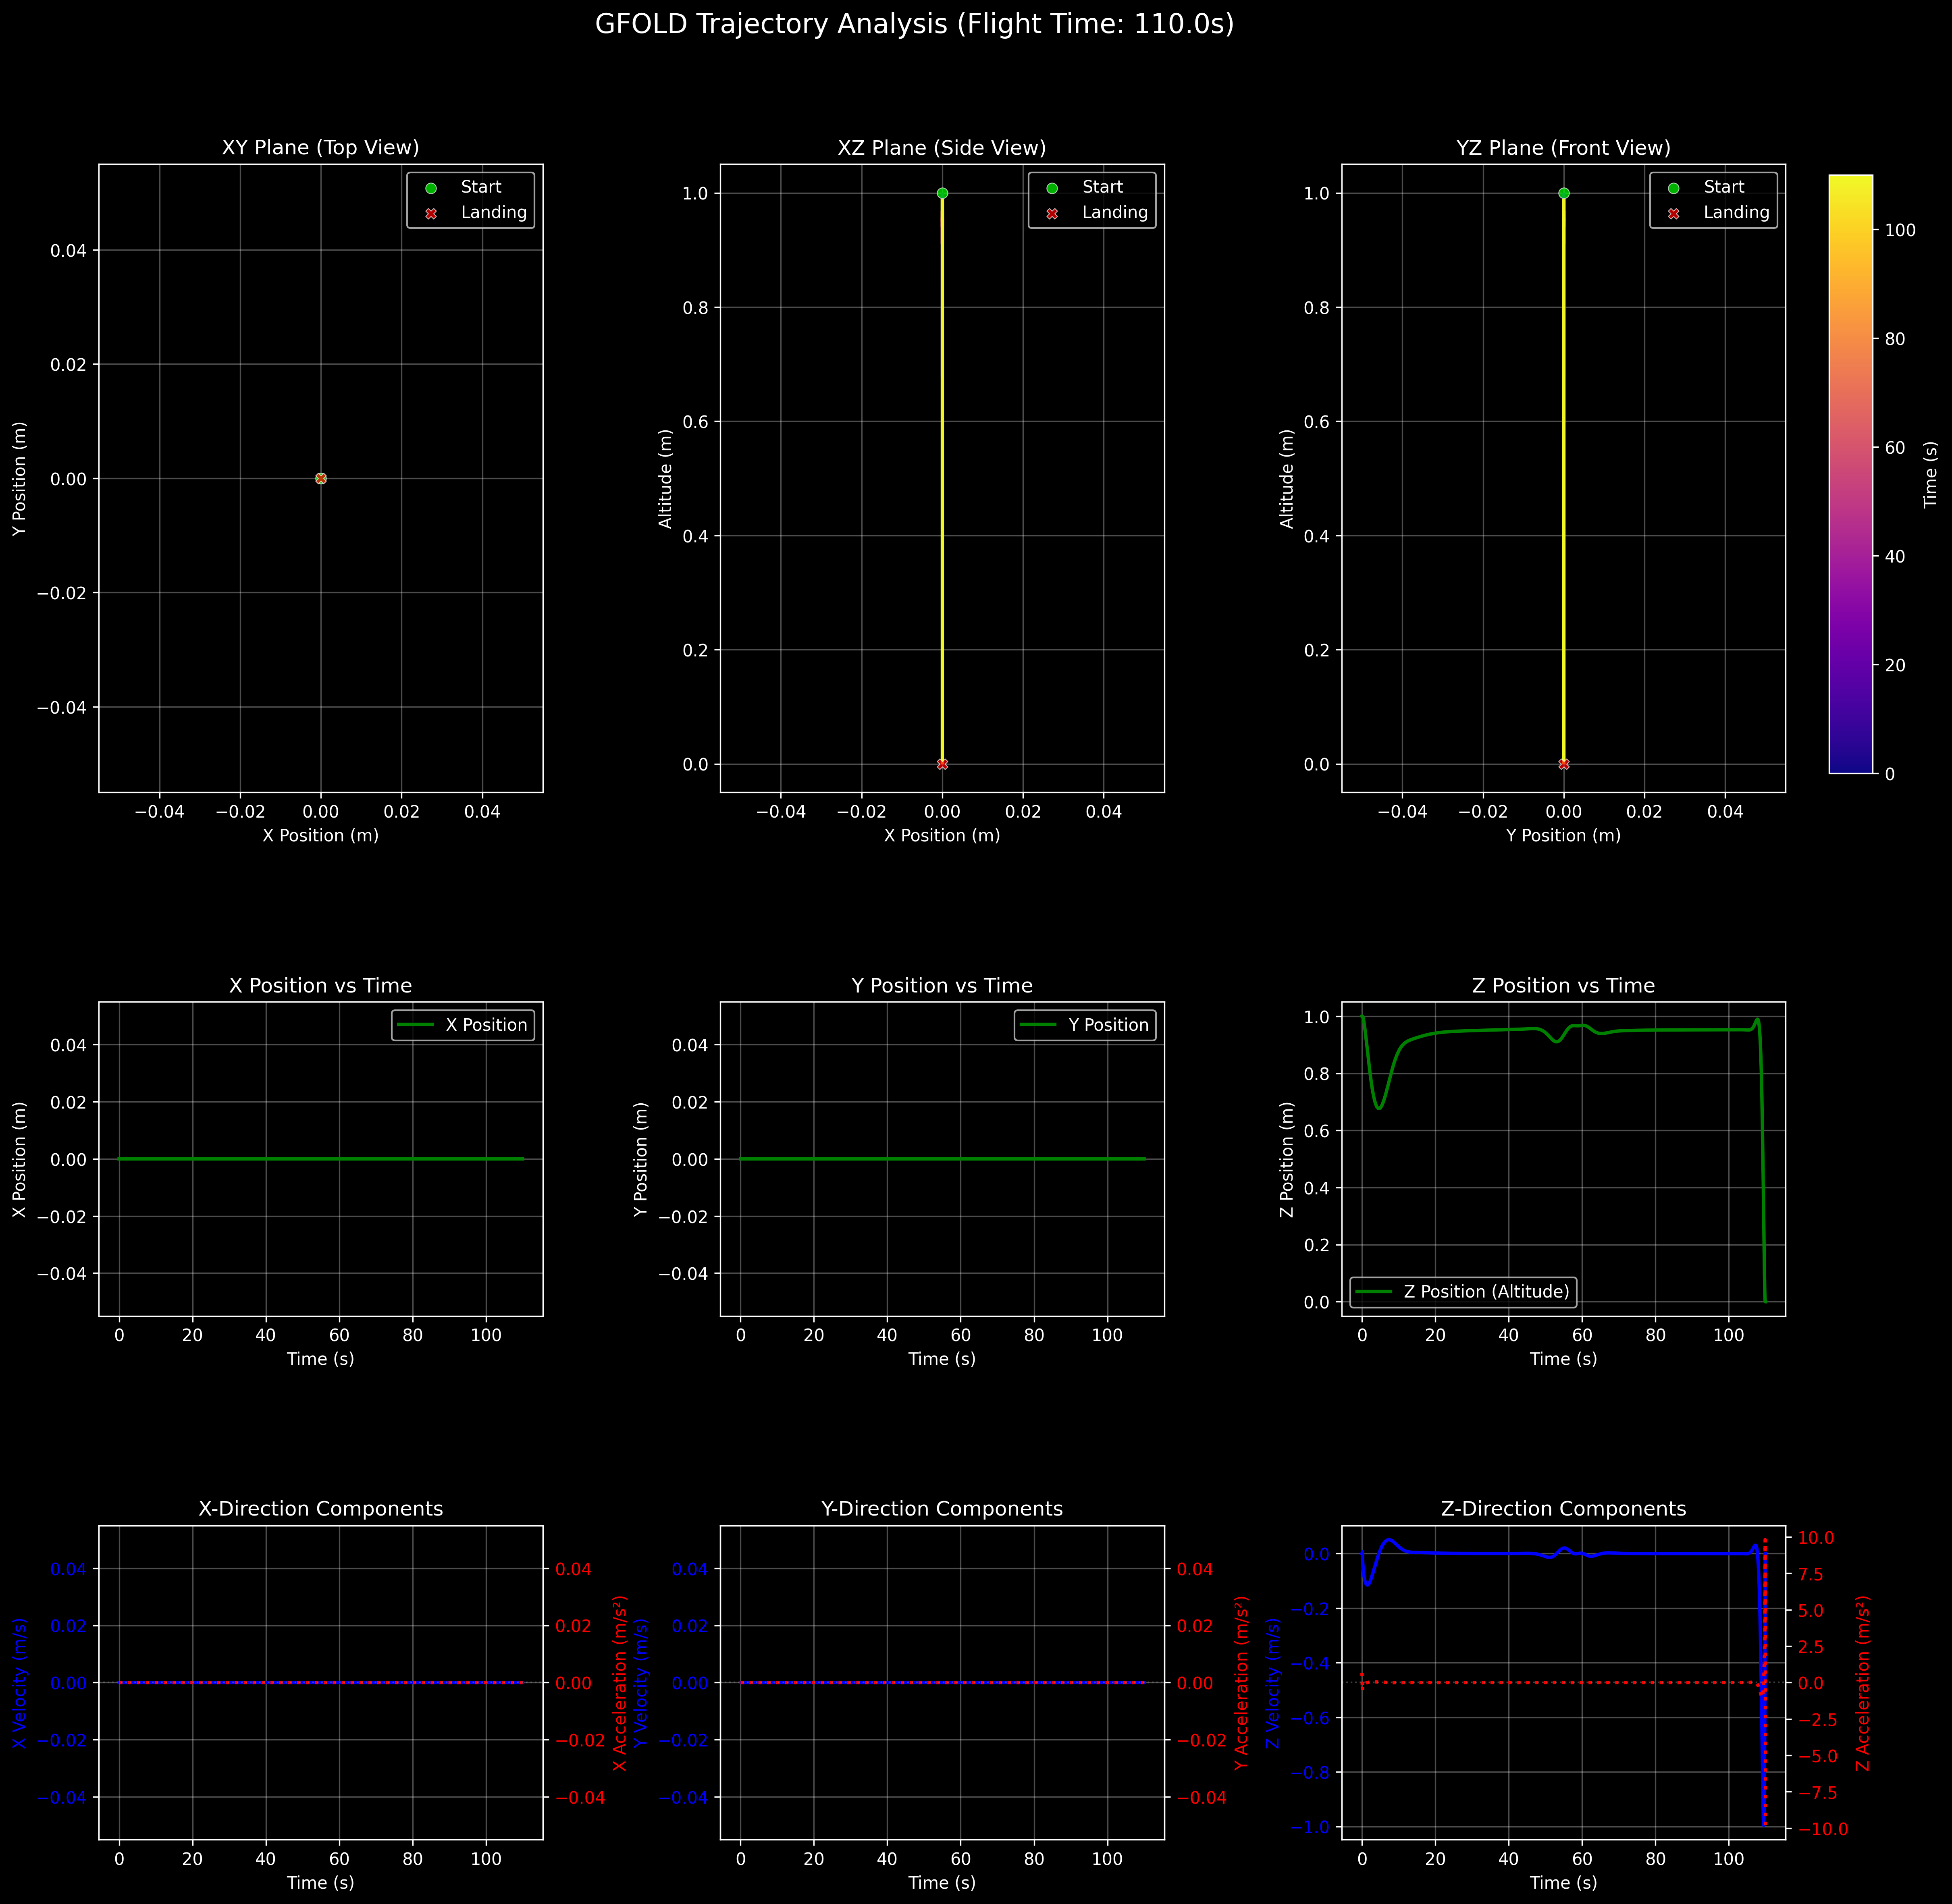 GFOLD Trajectory Analysis (Flight Time: 110.0s)
XY Plane (Top View)
Start
Landing
0.04
0.02
0.00
−0.02
−0.04
Y Position (m)
−0.04 −0.02 0.00 0.02 0.04
X Position (m)
XZ Plane (Side View)
Start
Landing
1.0
0.8
0.6
0.4
0.2
0.0
Altitude (m)
−0.04 −0.02 0.00 0.02 0.04
X Position (m)
YZ Plane (Front View)
Start
Landing
1.0
0.8
0.6
0.4
0.2
0.0
Altitude (m)
−0.04 −0.02 0.00 0.02 0.04
Y Position (m)
100
80
60
40
20
0
Time (s)
X Position vs Time
X Position
0.04
0.02
0.00
−0.02
−0.04
X Position (m)
0 20 40 60 80 100
Time (s)
Y Position vs Time
Y Position
0.04
0.02
0.00
−0.02
−0.04
Y Position (m)
0 20 40 60 80 100
Time (s)
Z Position vs Time
1.0
0.8
0.6
0.4
0.2
0.0
Z Position (m)
Z Position (Altitude)
0 20 40 60 80 100
Time (s)
X-Direction Components
0.04
0.02
0.00
−0.02
−0.04
X Velocity (m/s)
0.04
0.02
0.00
−0.02
−0.04
X Acceleration (m/s²)
0 20 40 60 80 100
Time (s)
Y-Direction Components
0.04
0.02
0.00
−0.02
−0.04
Y Velocity (m/s)
0.04
0.02
0.00
−0.02
−0.04
Y Acceleration (m/s²)
0 20 40 60 80 100
Time (s)
Z-Direction Components
0.0
−0.2
−0.4
−0.6
−0.8
−1.0
Z Velocity (m/s)
10.0
7.5
5.0
2.5
0.0
−2.5
−5.0
−7.5
−10.0
Z Acceleration (m/s²)
0 20 40 60 80 100
Time (s)